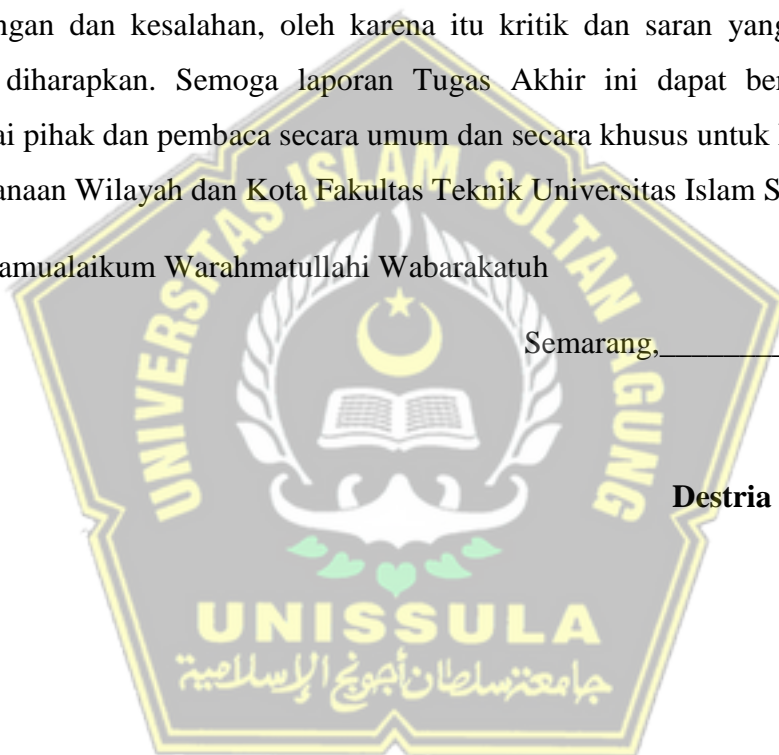 ngan dan kesalahan, oleh karena itu kritik dan saran yang
diharapkan. Semoga laporan Tugas Akhir ini dapat ber
ai pihak dan pembaca secara umum dan secara khusus untuk
anaan Wilayah dan Kota Fakultas Teknik Universitas Islam S
amualaikum Warahmatullahi Wabarakatuh
Semarang,________
Destria
UNIVERSITAS ISLAM SULTAN AGUNG
UNISSULA
جامعة سلطان أجونج الإسلامية